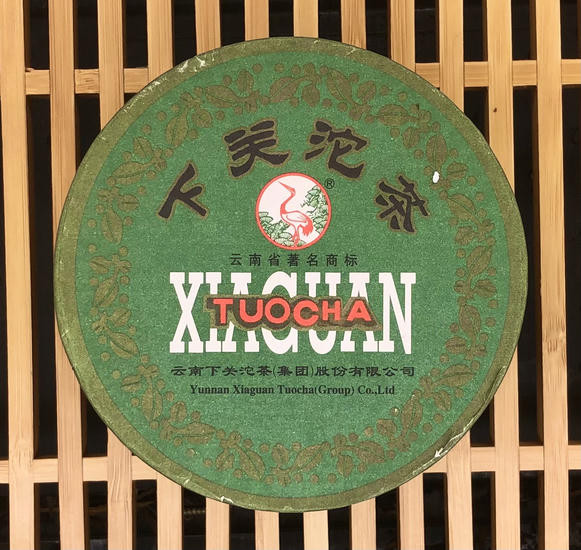 下关沱茶
®
云南省著名商标
XIAGUAN
TUOCHA
云南下关沱茶(集团)股份有限公司
Yunnan Xiaguan Tuocha(Group) Co.,Ltd